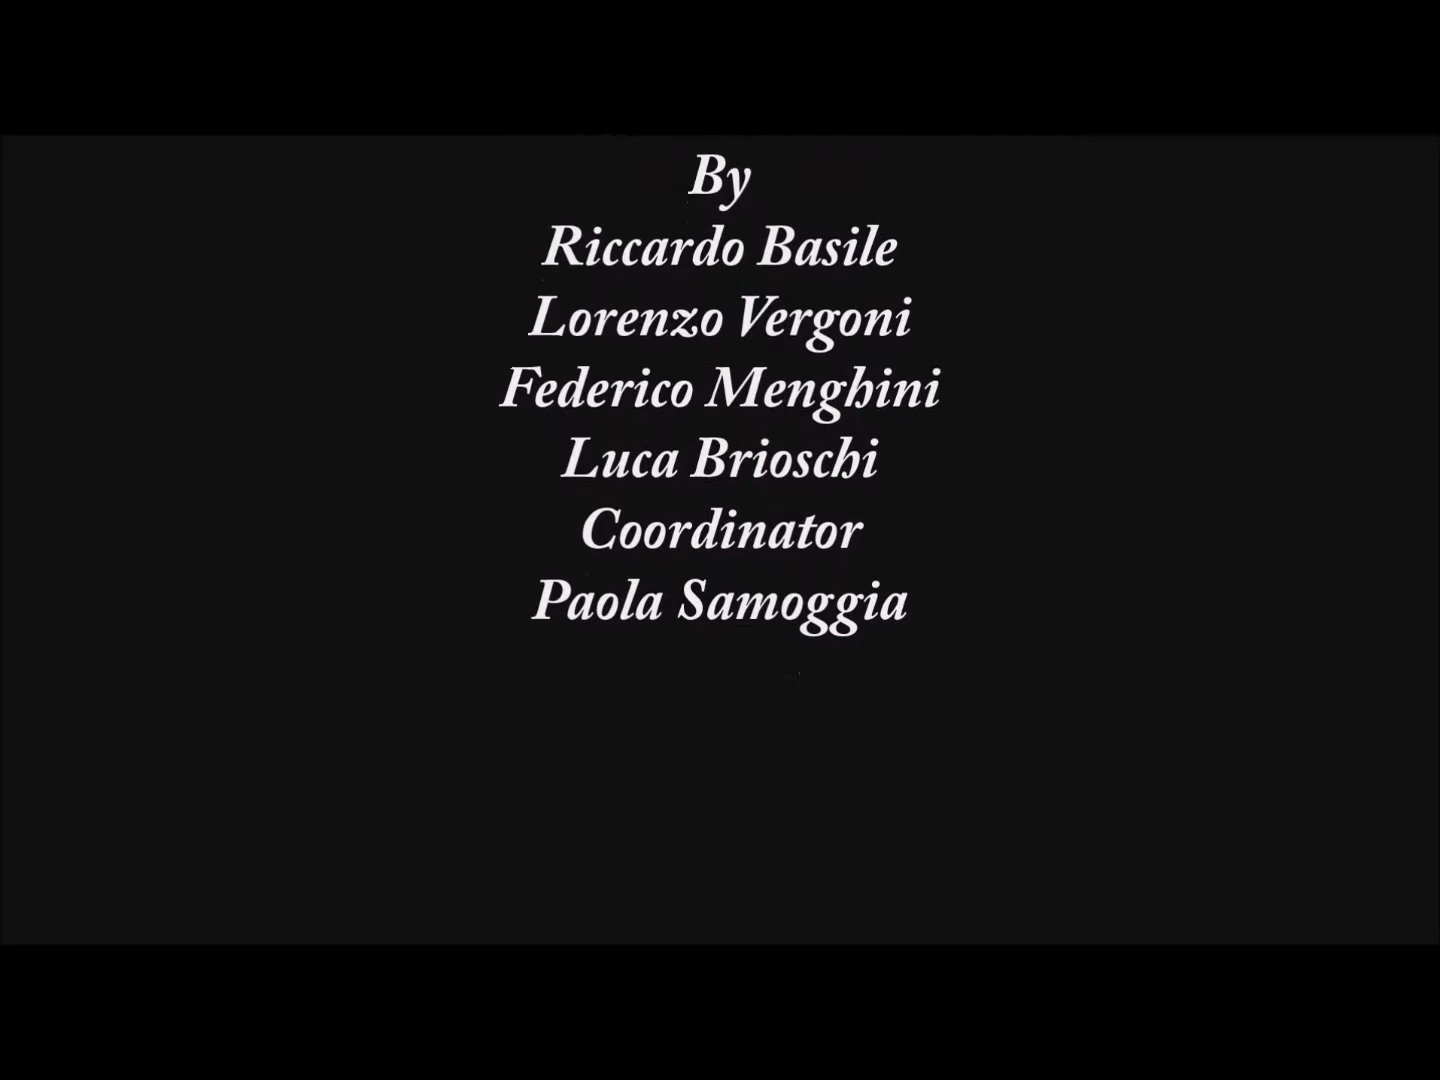 By
Riccardo Basile
Lorenzo Vergoni
Federico Menghini
Luca Brioschi
Coordinator
Paola Samoggia